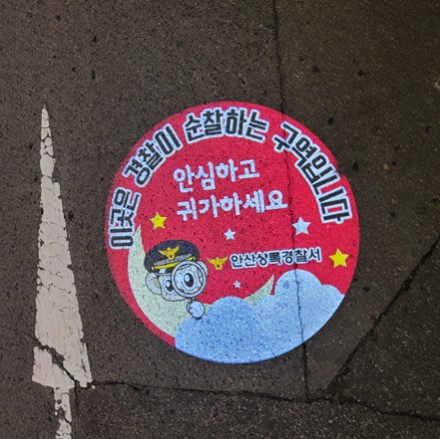 이곳은 경찰이 순찰하는 구역입니다
안심하고
귀가하세요
안산상록경찰서